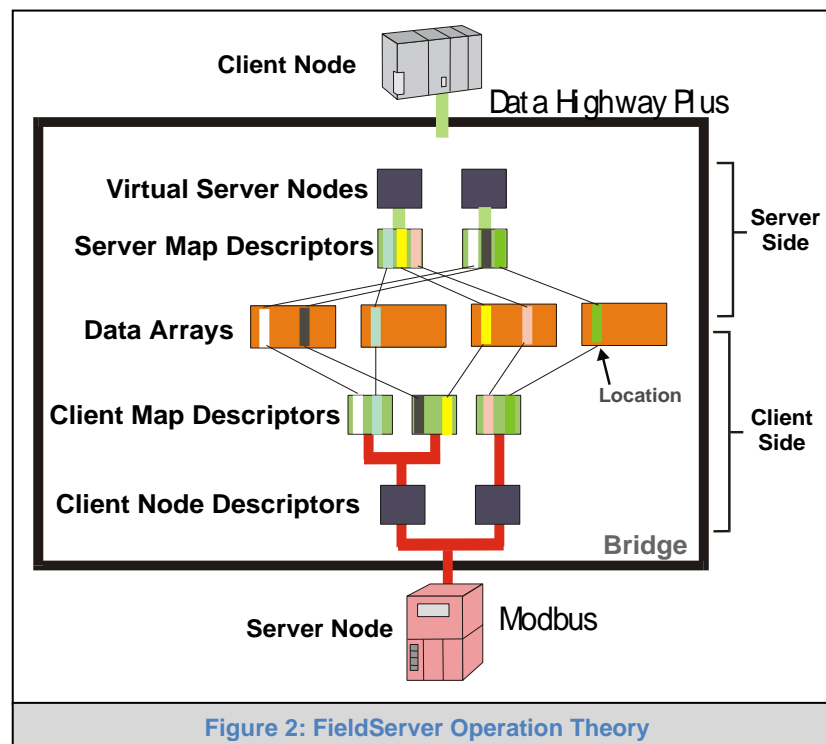 Client Node
Data Highway Plus
Virtual Server Nodes
Server Map Descriptors
Server
Side
Data Arrays
Location
Client Map Descriptors
Client
Side
Client Node Descriptors
Bridge
Server Node
Modbus
Figure 2: FieldServer Operation Theory